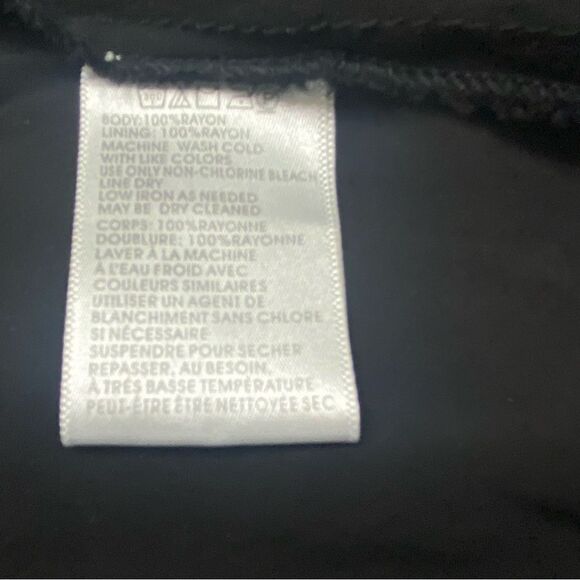 BODY:100%RAYON
LINING: 100%RAYON
MACHINE WASH COLD
WITH LIKE COLORS
USE ONLY NON-CHLORINE BLEACH
LINE DRY
LOW IRON AS NEEDED
MAY BE DRY CLEANED
CORPS: 100%RAYONNE
DOUBLURE: 100%RAYONNE
LAVER À LA MACHINE
À L'EAU FROID AVEC
COULEURS SIMILAIRES
UTILISER UN AGENT DE
BLANCHIMENT SANS CHLORE
SI NÉCESSAIRE
SUSPENDRE POUR SECHER
REPASSER, AU BESOIN,
À TRÉS BASSE TEMPÉRATURE
PEUT-ÊTRE ÊTRE NETTOYÉE SEC